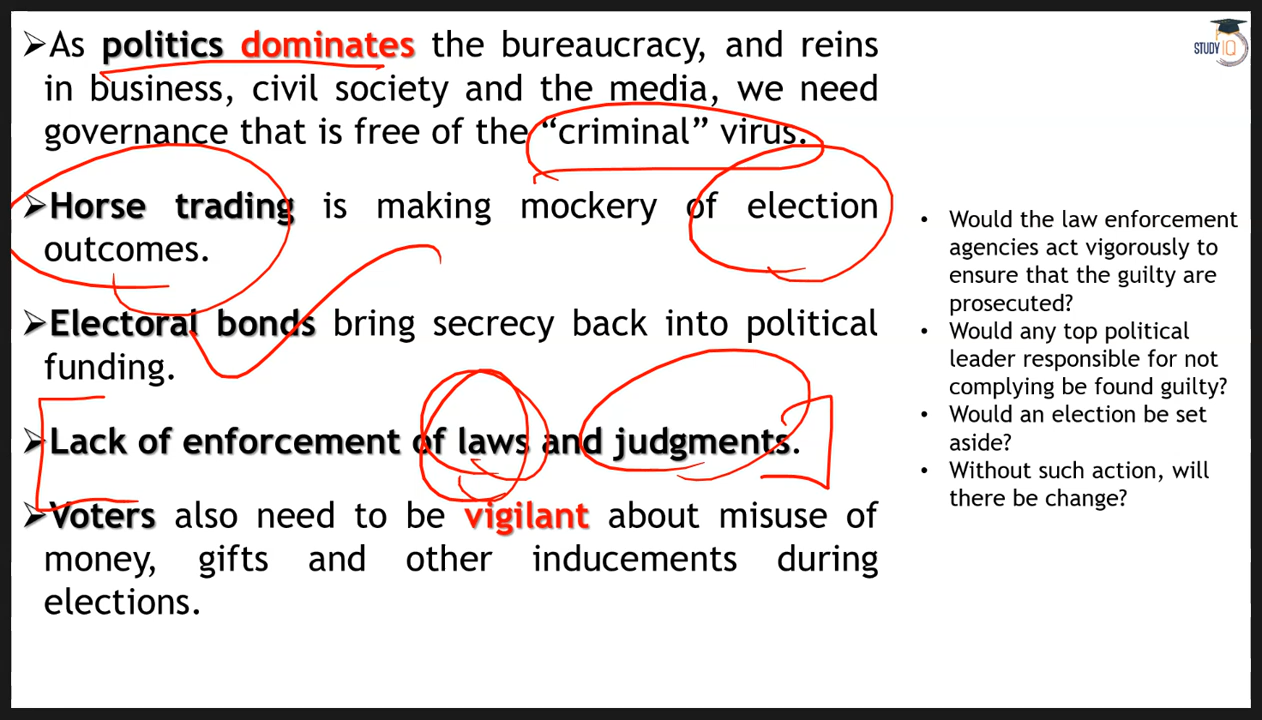 ➢As politics dominates the bureaucracy, and reins
in business, civil society and the media, we need
governance that is free of the “criminal” virus.
➢Horse trading is making mockery of election
outcomes.
➢Electoral bonds bring secrecy back into political
funding.
➢Lack of enforcement of laws and judgments.
➢Voters also need to be vigilant about misuse of
money, gifts and other inducements during
elections.
STUDY IQ
• Would the law enforcement
agencies act vigorously to
ensure that the guilty are
prosecuted?
• Would any top political
leader responsible for not
complying be found guilty?
• Would an election be set
aside?
• Without such action, will
there be change?